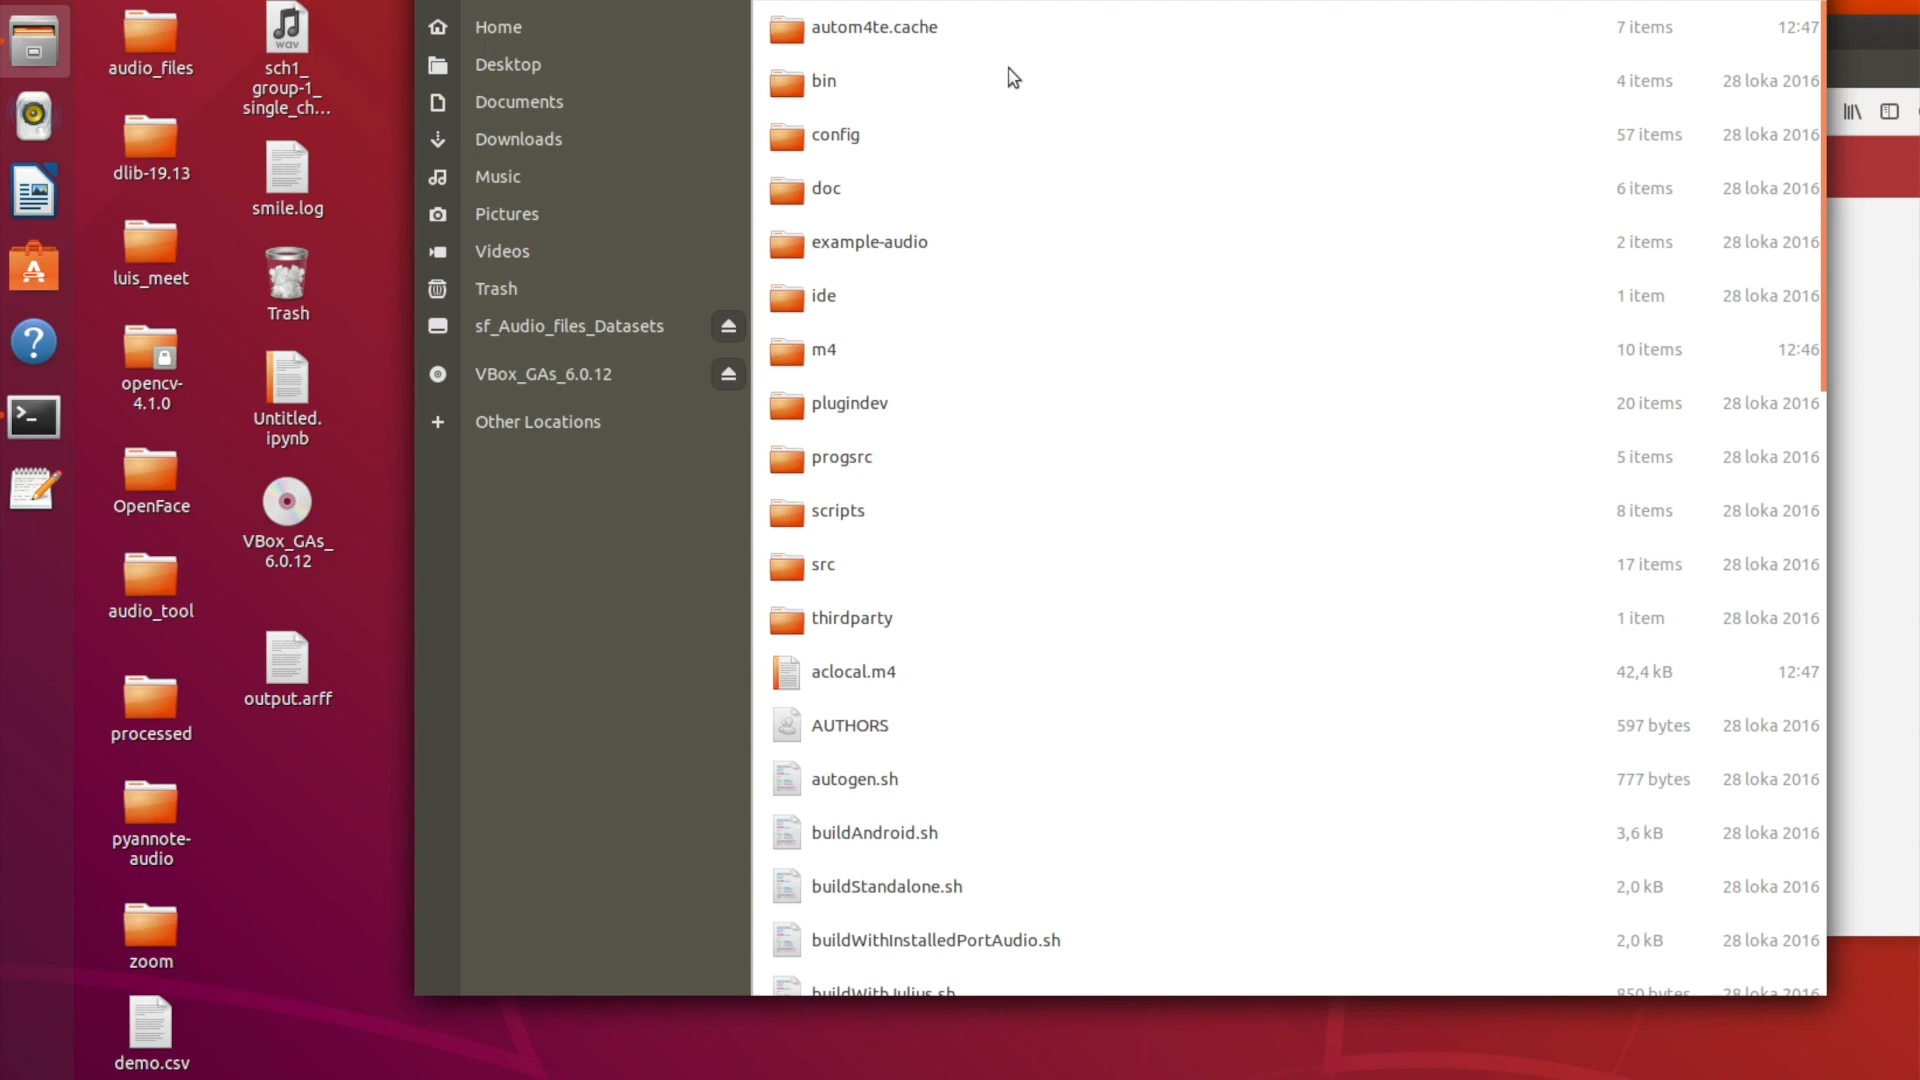 audio_files
dlib-19.13
luis_meet
opencv-
4.1.0
OpenFace
audio_tool
processed
pyannote-
audio
zoom
demo.csv
wav
sch1_
group-1_
single_ch...
smile.log
Trash
Untitled.
ipynb
VBox_GAs_
6.0.12
output.arff
Home
Desktop
Documents
Downloads
Music
Pictures
Videos
Trash
sf_Audio_files_Datasets
VBox_GAs_6.0.12
+ Other Locations
autom4te.cache 7 items 12:47
bin 4 items 28 loka 2016
config 57 items 28 loka 2016
doc 6 items 28 loka 2016
example-audio 2 items 28 loka 2016
ide 1 item 28 loka 2016
m4 10 items 12:46
plugindev 20 items 28 loka 2016
progsrc 5 items 28 loka 2016
scripts 8 items 28 loka 2016
src 17 items 28 loka 2016
thirdparty 1 item 28 loka 2016
aclocal.m4 42,4 kB 12:47
AUTHORS 597 bytes 28 loka 2016
autogen.sh 777 bytes 28 loka 2016
buildAndroid.sh 3,6 kB 28 loka 2016
buildStandalone.sh 2,0 kB 28 loka 2016
buildWithInstalledPortAudio.sh 2,0 kB 28 loka 2016
buildWithJulius.sh 850 bytes 28 loka 2016